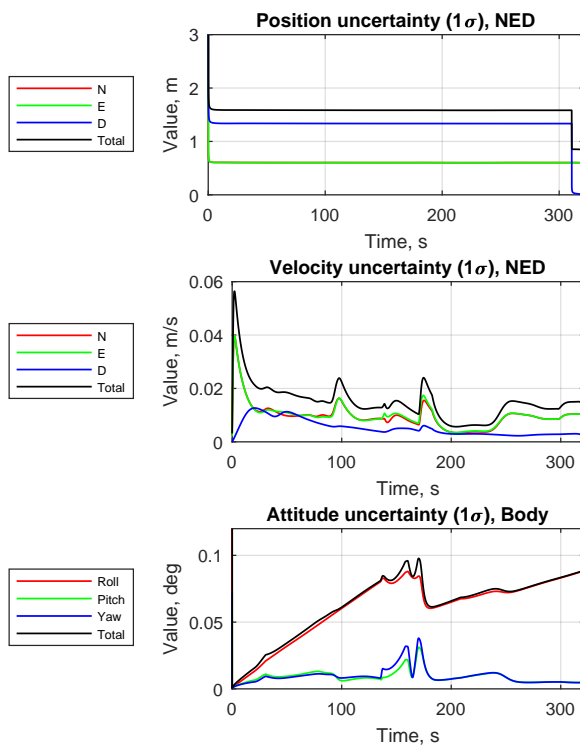 Position uncertainty (1σ), NED
N
E
D
Total
Value, m
3
2
1
0
0 100 200 300
Time, s
Velocity uncertainty (1σ), NED
N
E
D
Total
Value, m/s
0.06
0.04
0.02
0
0 100 200 300
Time, s
Attitude uncertainty (1σ), Body
Roll
Pitch
Yaw
Total
Value, deg
0.1
0.05
0
0 100 200 300
Time, s